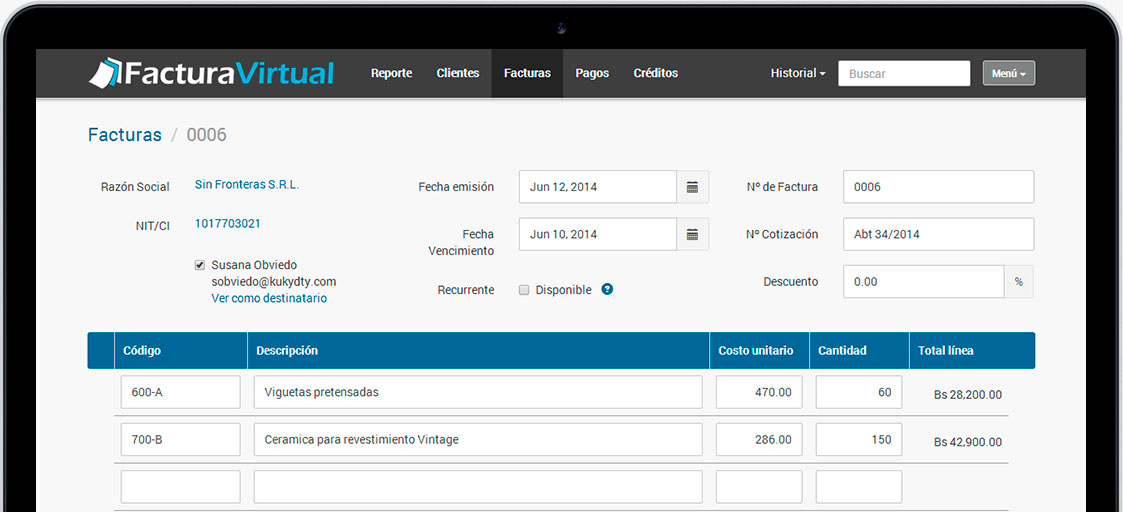 FacturaVirtual Reporte Clientes Facturas Pagos Créditos Historial Buscar Menú
Facturas / 0006
Razón Social Sin Fronteras S.R.L. Fecha emisión Jun 12, 2014 Nº de Factura 0006
NIT/CI 1017703021 Fecha Vencimiento Jun 10, 2014 Nº Cotización Abt 34/2014
Susana Obviedo
sobviedo@kukydty.com
Ver como destinatario
Recurrente Disponible ? Descuento 0.00 %
Código Descripción Costo unitario Cantidad Total línea
600-A Viguetas pretensadas 470.00 60 Bs 28,200.00
700-B Ceramica para revestimiento Vintage 286.00 150 Bs 42,900.00